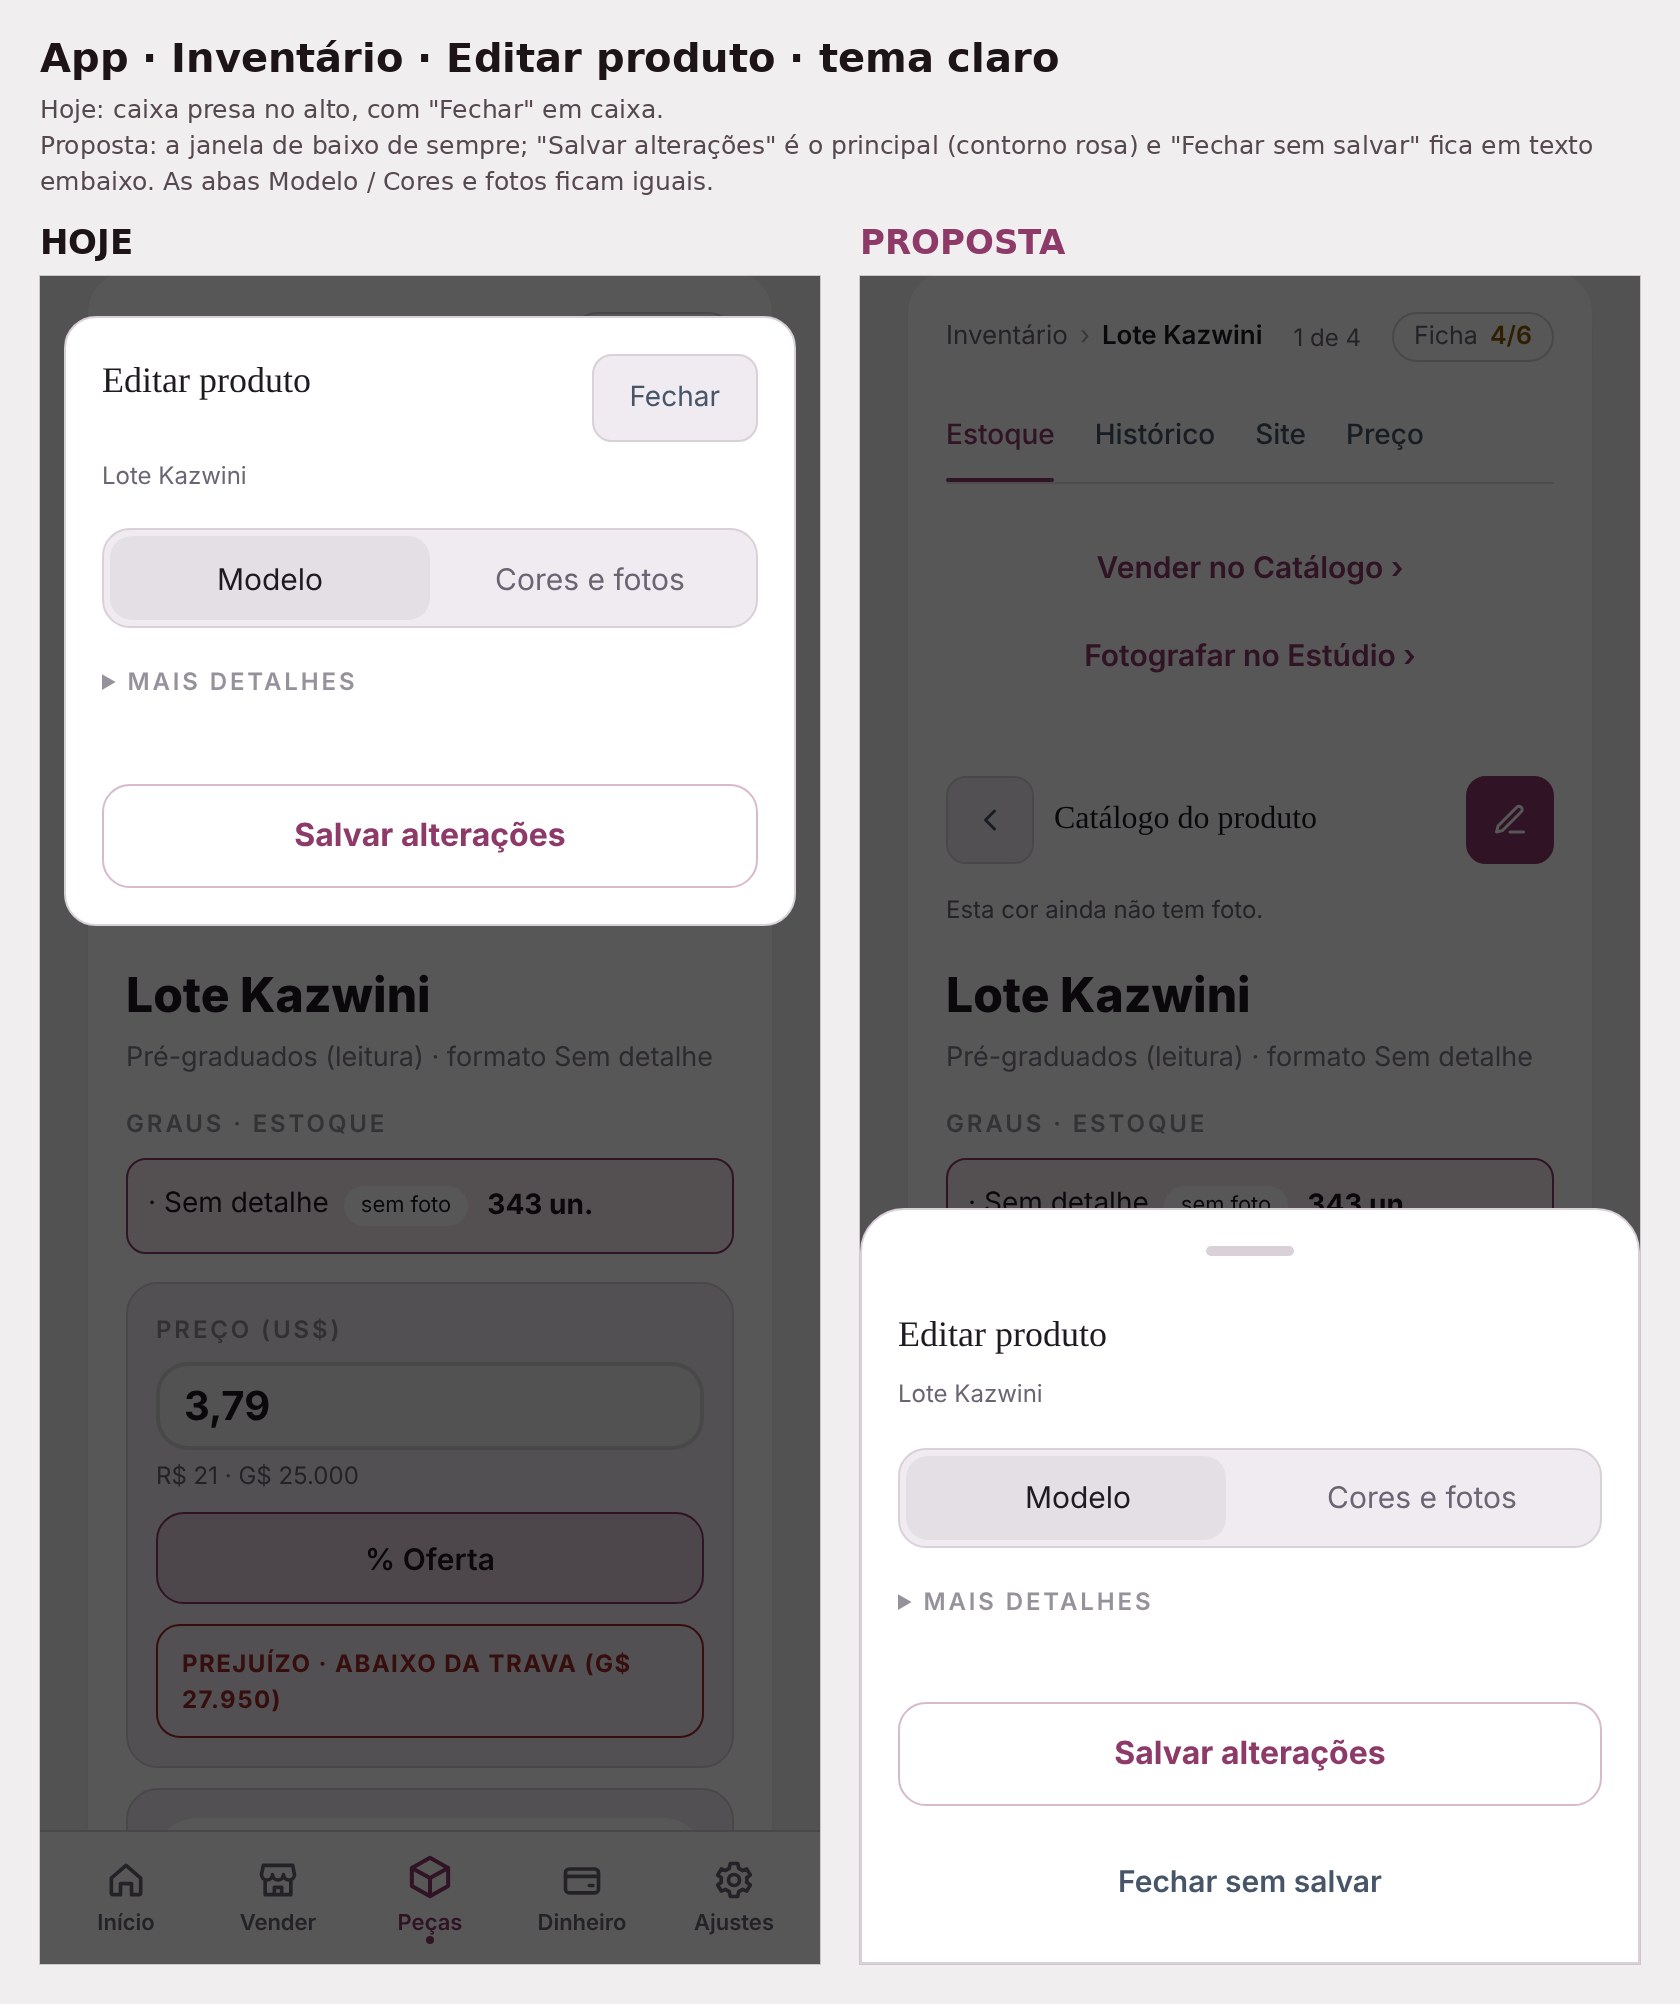 App · Inventário · Editar produto · tema claro
Hoje: caixa presa no alto, com "Fechar" em caixa.
Proposta: a janela de baixo de sempre; "Salvar alterações" é o principal (contorno rosa) e "Fechar sem salvar" fica em texto
embaixo. As abas Modelo / Cores e fotos ficam iguais.
HOJE
Editar produto
Fechar
Lote Kazwini
Modelo
Cores e fotos
▶ MAIS DETALHES
Salvar alterações
Lote Kazwini
Pré-graduados (leitura) · formato Sem detalhe
GRAUS · ESTOQUE
· Sem detalhe sem foto 343 un.
PREÇO (US$)
3,79
R$ 21 · G$ 25.000
% Oferta
PREJUÍZO · ABAIXO DA TRAVA (G$
27.950)
Início
Vender
Peças
Dinheiro
Ajustes
PROPOSTA
Inventário › Lote Kazwini 1 de 4 Ficha 4/6
Estoque Histórico Site Preço
Vender no Catálogo ›
Fotografar no Estúdio ›
Catálogo do produto
Esta cor ainda não tem foto.
Lote Kazwini
Pré-graduados (leitura) · formato Sem detalhe
GRAUS · ESTOQUE
· Sem detalhe sem foto 343 un.
Editar produto
Lote Kazwini
Modelo
Cores e fotos
▶ MAIS DETALHES
Salvar alterações
Fechar sem salvar